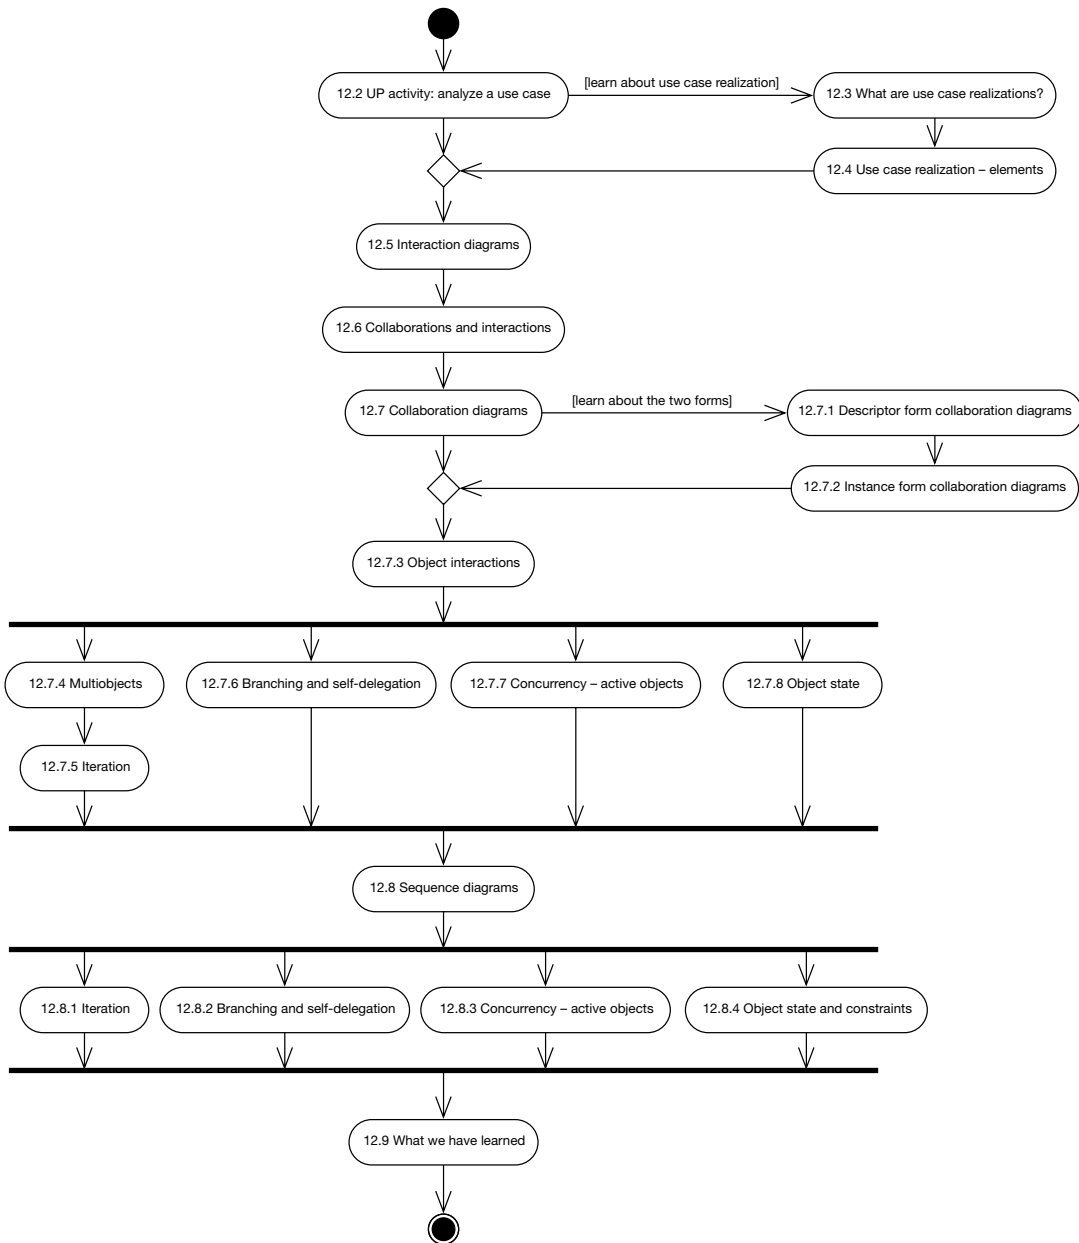 12.2 UP activity: analyze a use case
[learn about use case realization]
12.3 What are use case realizations?
12.4 Use case realization – elements
12.5 Interaction diagrams
12.6 Collaborations and interactions
12.7 Collaboration diagrams
[learn about the two forms]
12.7.1 Descriptor form collaboration diagrams
12.7.2 Instance form collaboration diagrams
12.7.3 Object interactions
12.7.4 Multiobjects
12.7.6 Branching and self-delegation
12.7.7 Concurrency – active objects
12.7.8 Object state
12.7.5 Iteration
12.8 Sequence diagrams
12.8.1 Iteration
12.8.2 Branching and self-delegation
12.8.3 Concurrency – active objects
12.8.4 Object state and constraints
12.9 What we have learned